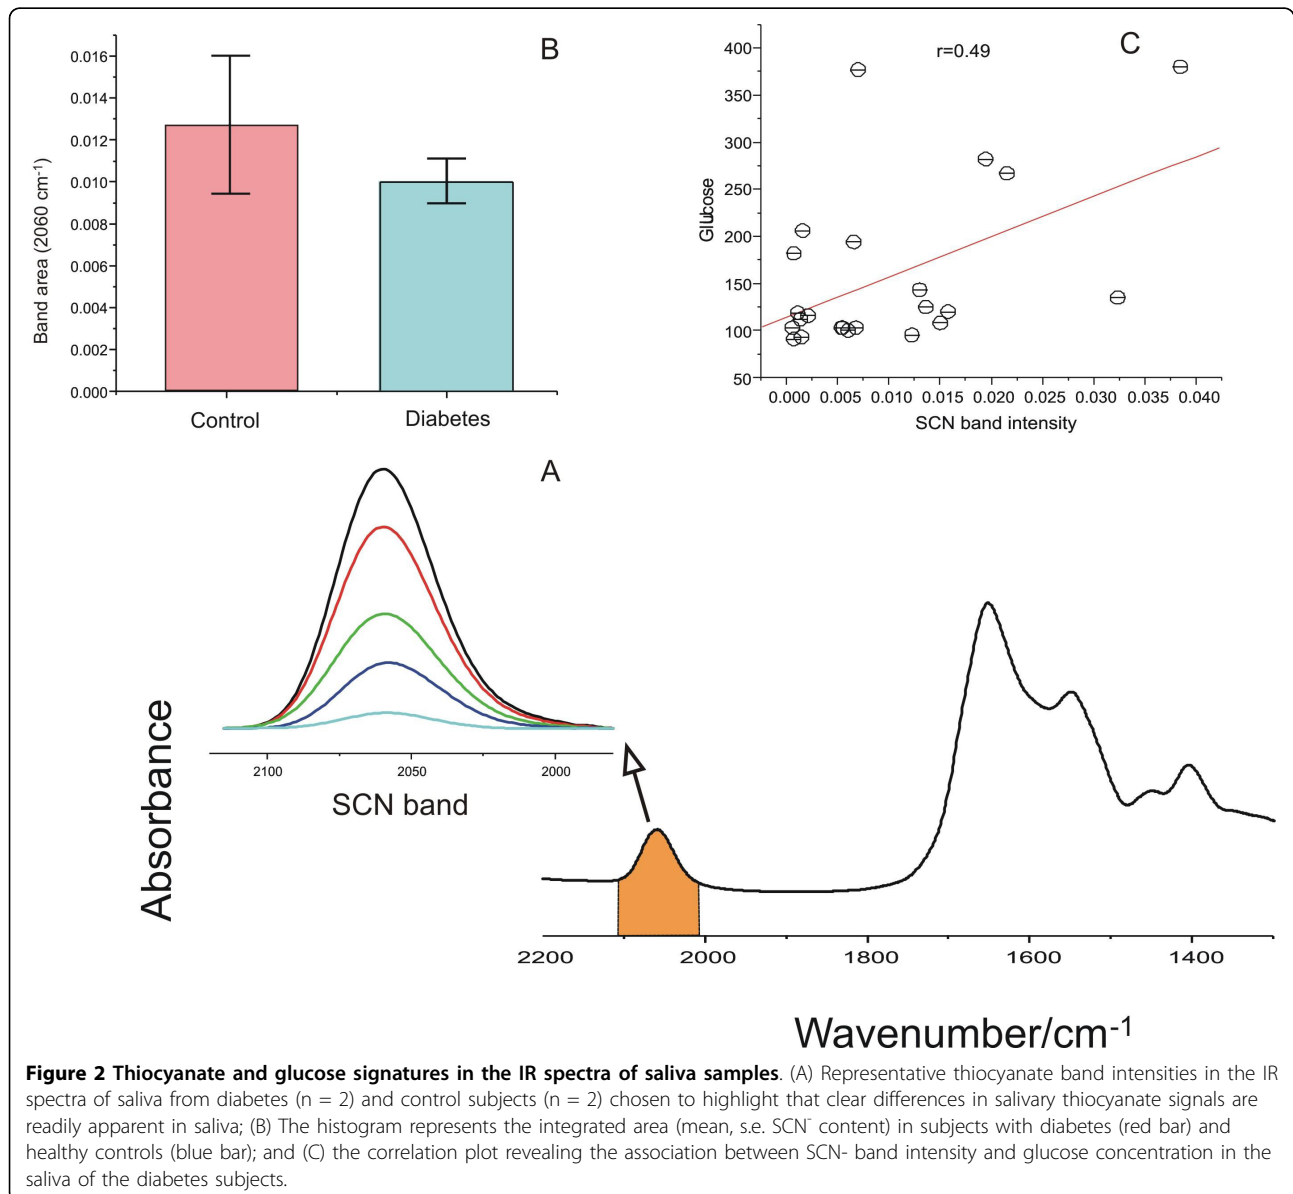 B
0.016
0.014
0.012
0.010
0.008
0.006
0.004
0.002
0.000
Band area (2060 cm-1)
Control
Diabetes
C
r=0.49
400
350
300
250
200
150
100
50
Glucose
0.000 0.005 0.010 0.015 0.020 0.025 0.030 0.035 0.040
SCN band intensity
A
2100 2050 2000
SCN band
Absorbance
2200 2000 1800 1600 1400
Wavenumber/cm-1
Figure 2 Thiocyanate and glucose signatures in the IR spectra of saliva samples. (A) Representative thiocyanate band intensities in the IR
spectra of saliva from diabetes (n = 2) and control subjects (n = 2) chosen to highlight that clear differences in salivary thiocyanate signals are
readily apparent in saliva; (B) The histogram represents the integrated area (mean, s.e. SCN- content) in subjects with diabetes (red bar) and
healthy controls (blue bar); and (C) the correlation plot revealing the association between SCN- band intensity and glucose concentration in the
saliva of the diabetes subjects.